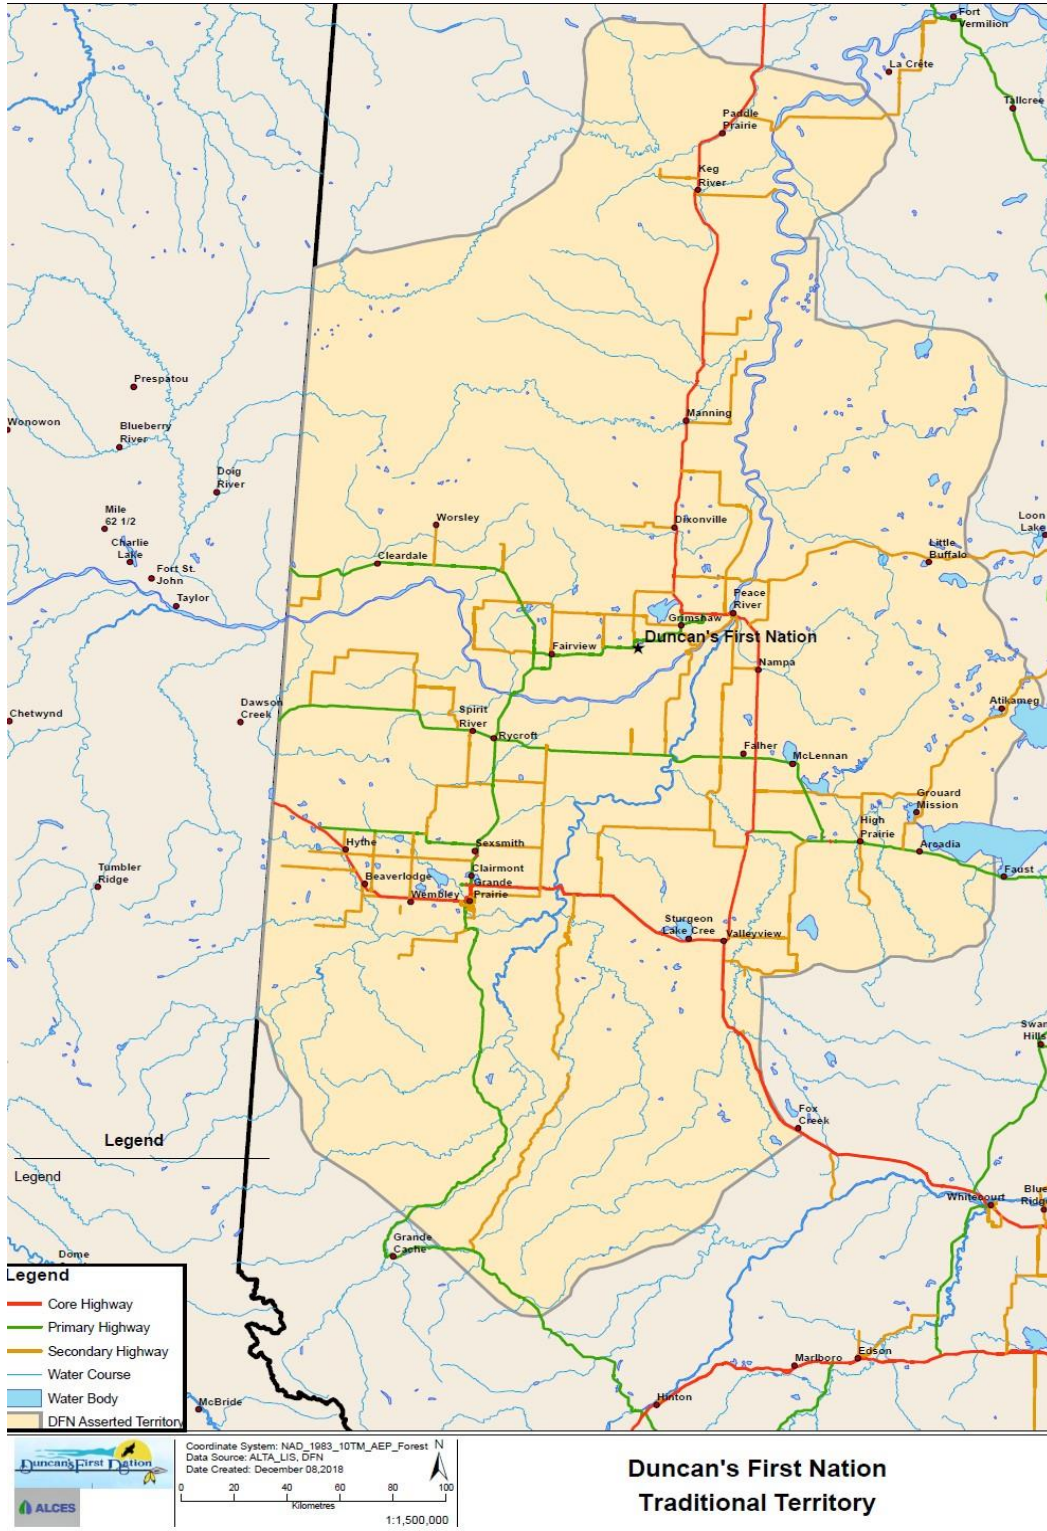 Fort
Vermilion
La Crête
Tallcree
Paddle
Prairie
Keg
River
Prespatou
Wonowon
Blueberry
River
Manning
Doig
River
Mile
62 1/2
Worsley
Dixonville
Loon
Lake
Charlie
Lake
Cleardale
Little
Buffalo
Fort St.
John
Taylor
Peace
River
Grimshaw
Duncan's First Nation
Fairview
Nampa
Dawson
Creek
Chetwynd
Spirit
River
Rycroft
Atikameg
Falher
McLennan
Grouard
Mission
High
Prairie
Hythe
Sexsmith
Arcadia
Tumbler
Ridge
Clairmont
Faust
Beaverlodge
Grande
Prairie
Wembley
Sturgeon
Lake Cree
Valleyview
Swan
Hills
Fox
Creek
Legend
Legend
Whitecourt
Blue
Ridg
Grande
Cache
Dome
Legend
Core Highway
Primary Highway
Secondary Highway
Water Course
Water Body
DFN Asserted Territory
Marlboro
Edson
McBride
Hinton
Duncan's First Nation
ALCES
Coordinate System: NAD_1983_10TM_AEP_Forest
Data Source: ALTA_LIS, DFN
Date Created: December 08,2018
N
0 20 40 60 80 100
Kilometres
1:1,500,000
Duncan's First Nation
Traditional Territory